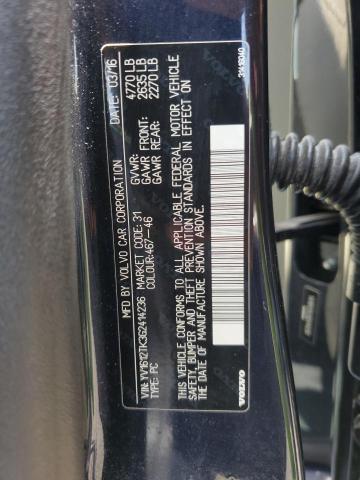 MFD BY VOLVO CAR CORPORATION DATE: 03/16
GVWR: 4770 LB
GAWR FRONT: 2635 LB
GAWR REAR: 2270 LB
VIN: YV1612TK3G2414236 MARKET CODE: 31
TYPE: PC COLOUR:467-46
THIS VEHICLE CONFORMS TO ALL APPLICABLE FEDERAL MOTOR VEHICLE
SAFETY, BUMPER AND THEFT PREVENTION STANDARDS IN EFFECT ON
THE DATE OF MANUFACTURE SHOWN ABOVE.
VOLVO
31419040